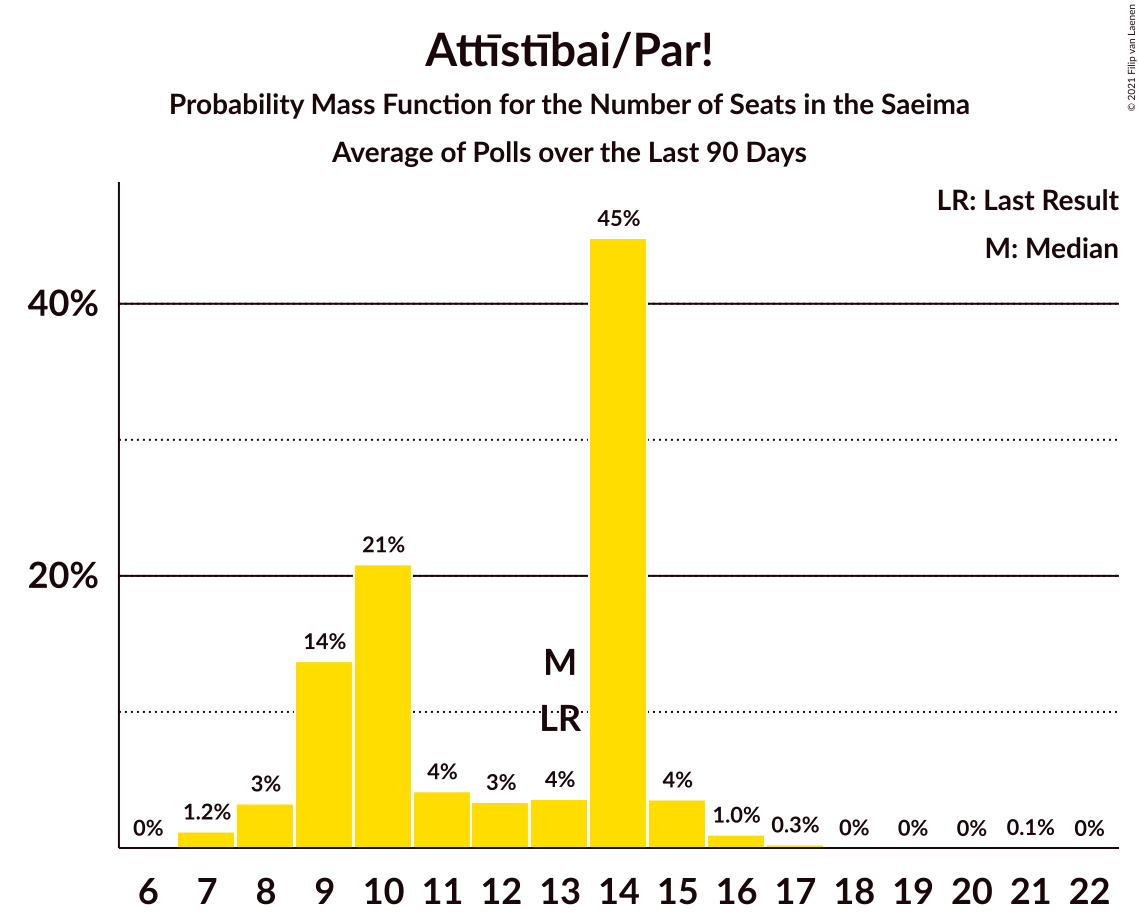 © 2021 Filip van Laenen
Attīstībai/Par!
Probability Mass Function for the Number of Seats in the Saeima
Average of Polls over the Last 90 Days
LR: Last Result
M: Median
45%
40%
21%
20%
14%
M
LR
0% 1.2% 3% 4% 3% 4% 4% 1.0% 0.3% 0% 0% 0% 0.1% 0%
6 7 8 9 10 11 12 13 14 15 16 17 18 19 20 21 22